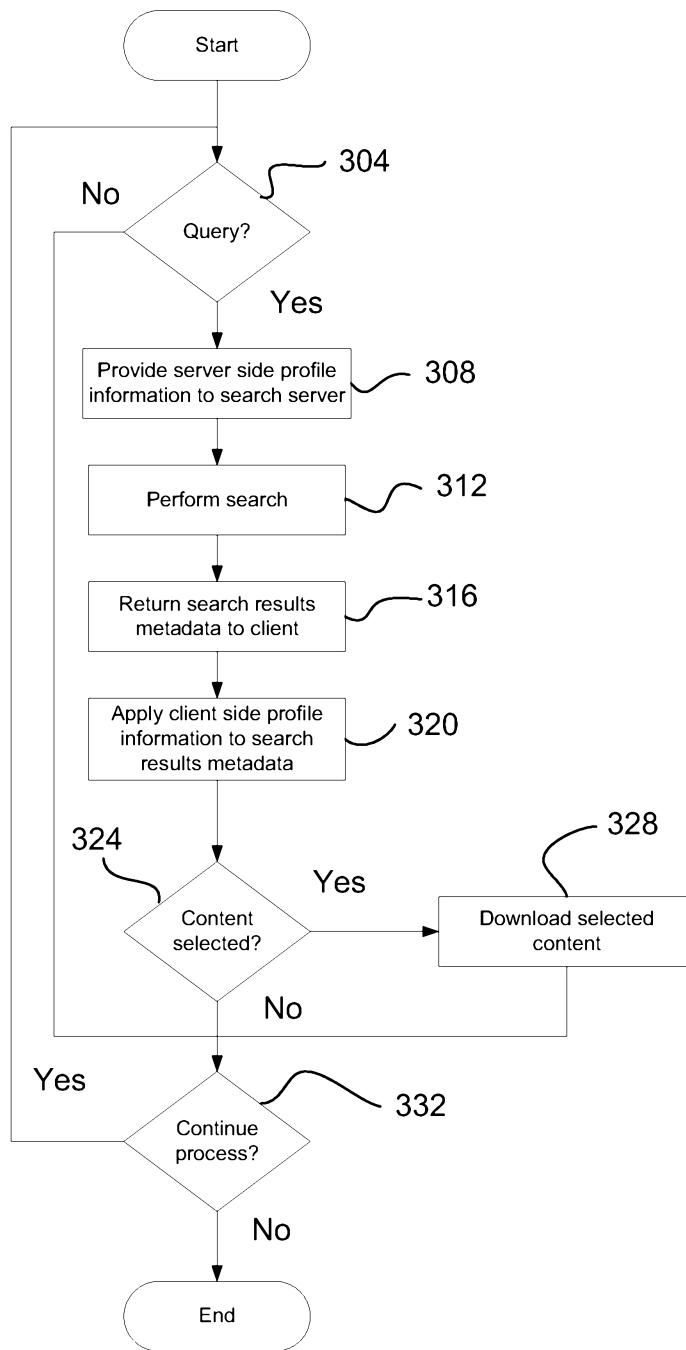 Start
304
No
Query?
Yes
Provide server side profile
information to search server
308
Perform search
312
Return search results
metadata to client
316
Apply client side profile
information to search
results metadata
320
324
Yes
328
Content
selected?
Download selected
content
No
Yes
332
Continue
process?
No
End